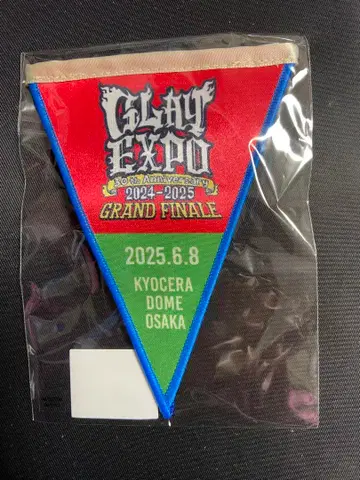 GLAY
EXPO
30th Anniversary
2024-2025
GRAND FINALE
2025.6.8
KYOCERA
DOME
OSAKA